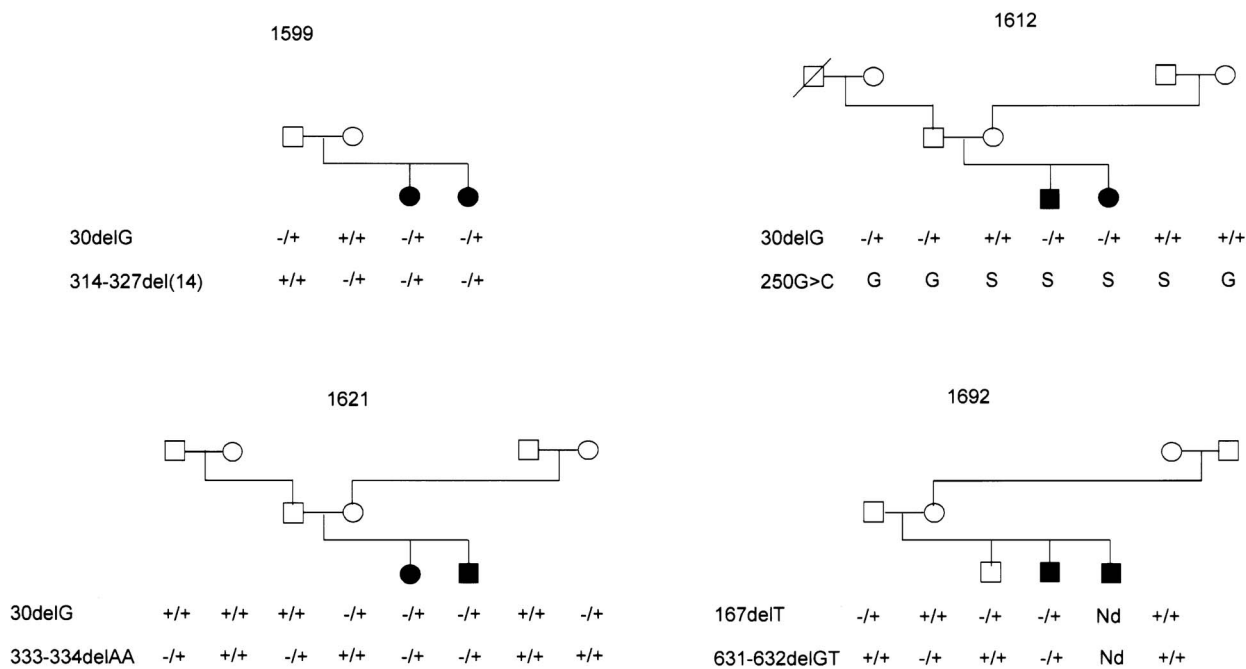 1599
30delG -/+ +/+ -/+ -/+
314-327del(14) +/+ -/+ -/+ -/+
1612
30delG -/+ -/+ +/+ -/+ -/+ +/+ +/+
250G>C G G S S S S G
1621
30delG +/+ +/+ +/+ -/+ -/+ -/+ +/+ -/+
333-334delAA -/+ +/+ -/+ +/+ -/+ -/+ +/+ +/+
1692
167delT -/+ +/+ -/+ -/+ Nd +/+
631-632delGT +/+ -/+ +/+ -/+ Nd +/+